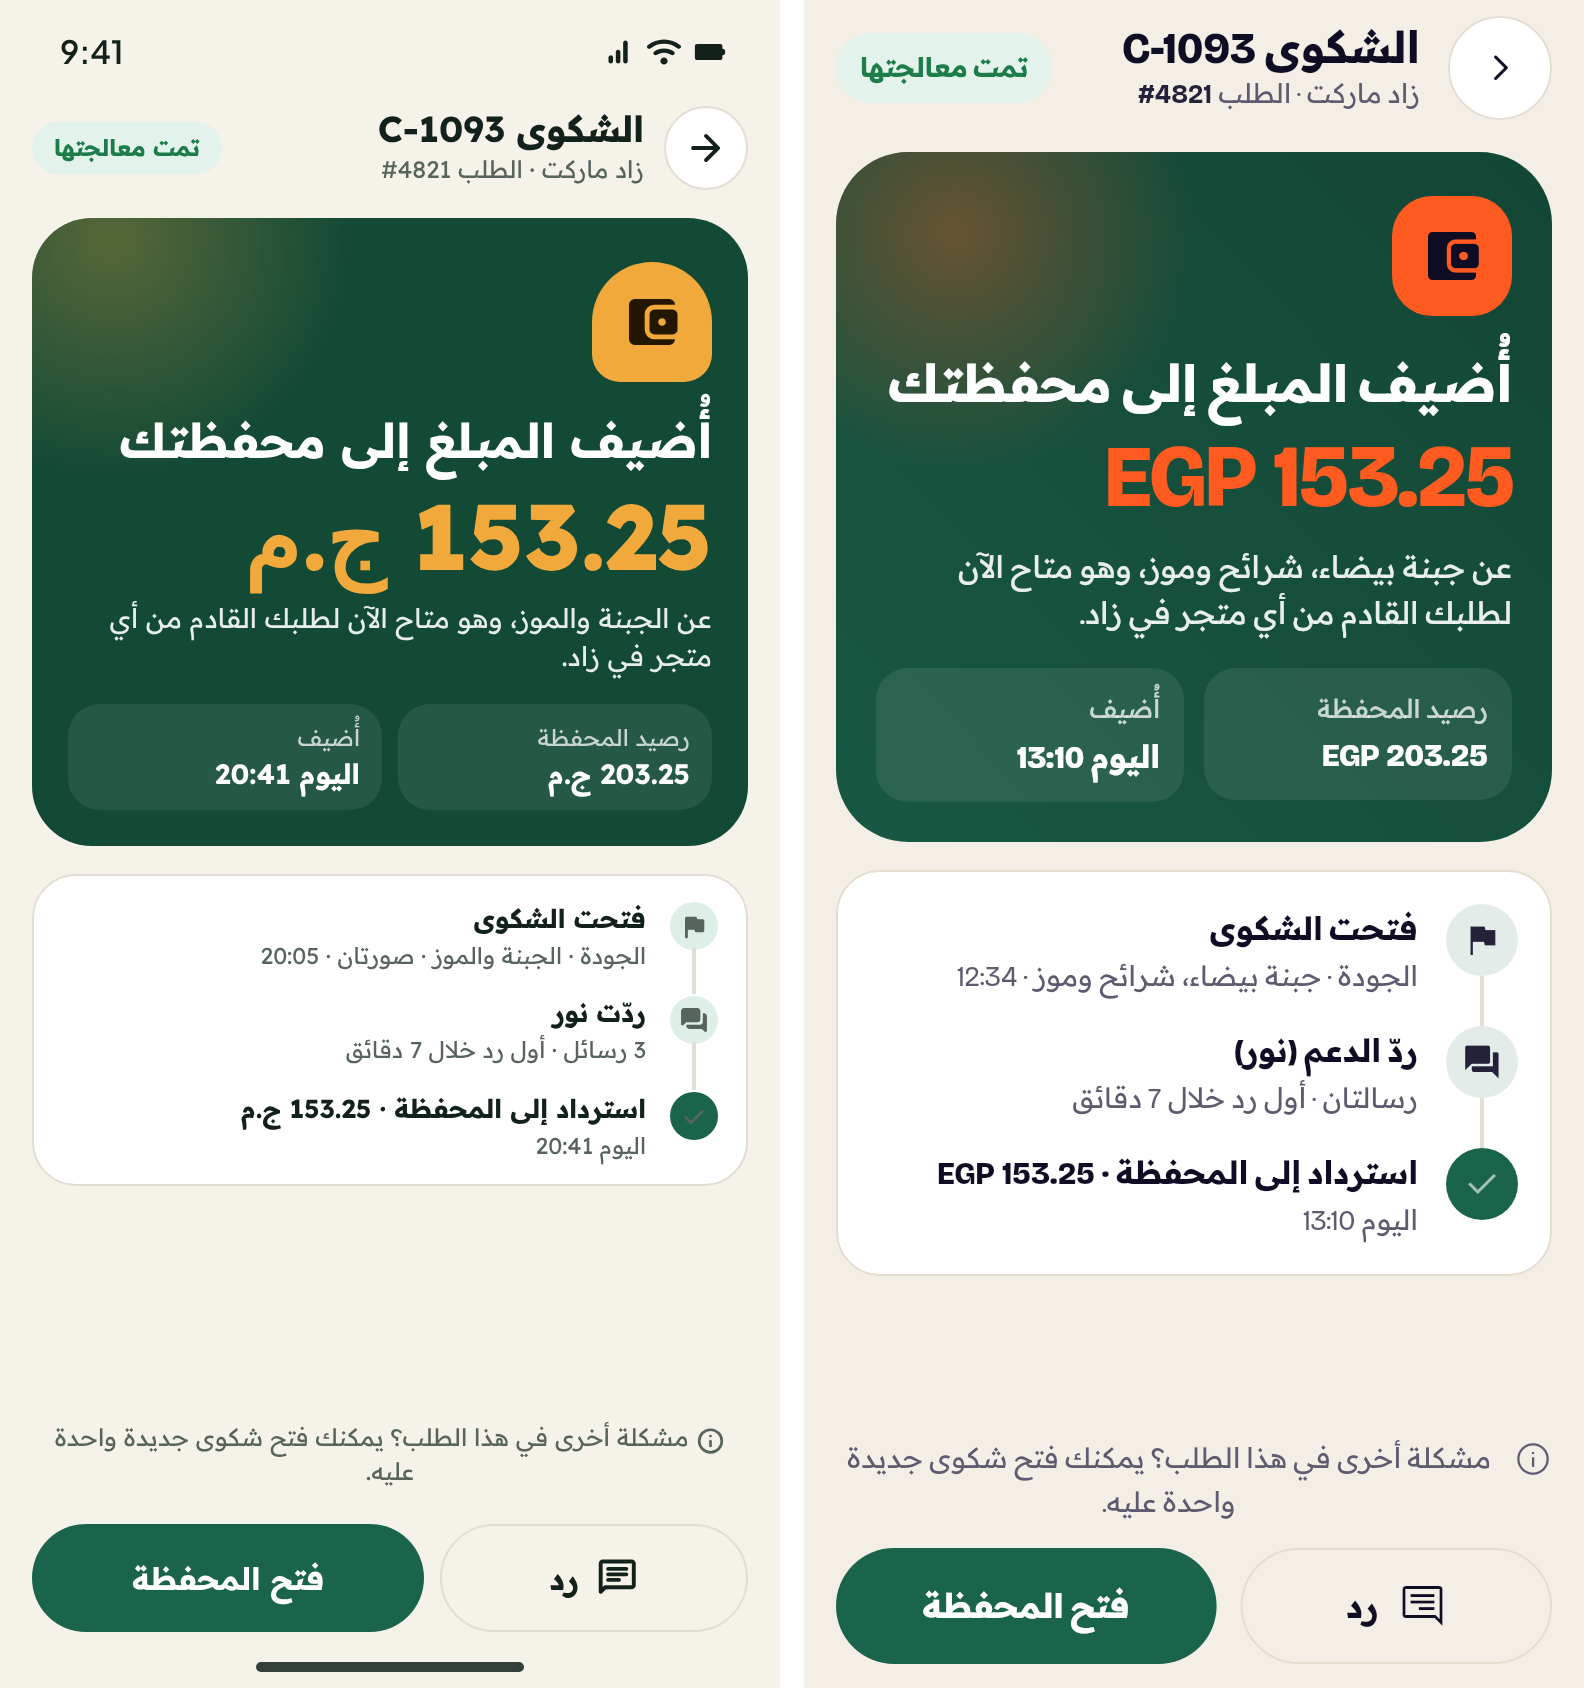 9:41
الشكوى C-1093
زاد ماركت · الطلب #4821
تمت معالجتها
أُضيف المبلغ إلى محفظتك
153.25 ج.م
عن الجبنة والموز، وهو متاح الآن لطلبك القادم من أي
متجر في زاد.
رصيد المحفظة
203.25 ج.م
أُضيف
اليوم 20:41
فتحت الشكوى
الجودة · الجبنة والموز · صورتان · 20:05
ردّت نور
3 رسائل · أول رد خلال 7 دقائق
استرداد إلى المحفظة · 153.25 ج.م
اليوم 20:41
مشكلة أخرى في هذا الطلب؟ يمكنك فتح شكوى جديدة واحدة
عليه.
رد
فتح المحفظة
الشكوى C-1093
زاد ماركت · الطلب #4821
تمت معالجتها
أُضيف المبلغ إلى محفظتك
EGP 153.25
عن جبنة بيضاء، شرائح وموز، وهو متاح الآن
لطلبك القادم من أي متجر في زاد.
رصيد المحفظة
EGP 203.25
أُضيف
اليوم 13:10
فتحت الشكوى
الجودة · جبنة بيضاء، شرائح وموز · 12:34
ردّ الدعم (نور)
رسالتان · أول رد خلال 7 دقائق
استرداد إلى المحفظة · EGP 153.25
اليوم 13:10
مشكلة أخرى في هذا الطلب؟ يمكنك فتح شكوى جديدة
واحدة عليه.
رد
فتح المحفظة